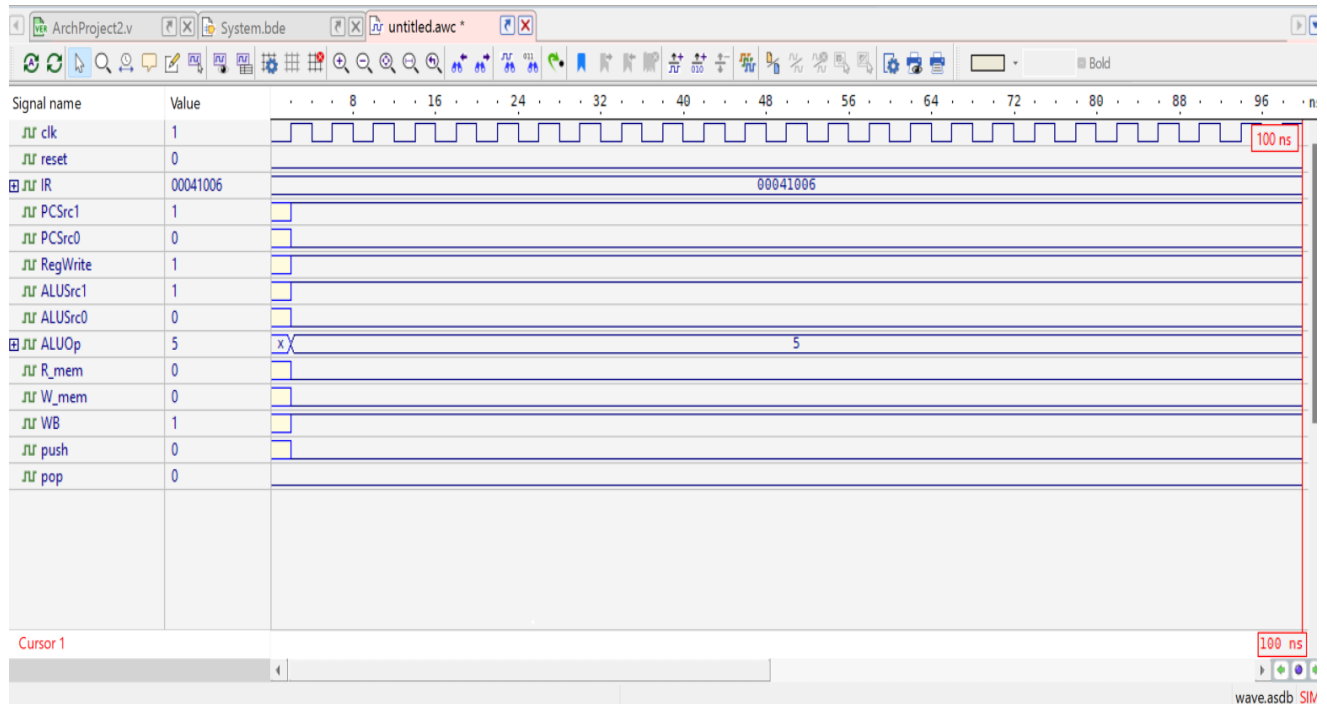 ArchProject2.v System.bde untitled.awc *
Bold
Signal name Value 8 16 24 32 40 48 56 64 72 80 88 96
clk 1 100 ns
reset 0
IR 00041006 00041006
PCSrc1 1
PCSrc0 0
RegWrite 1
ALUSrc1 1
ALUSrc0 0
ALUOp 5 x 5
R_mem 0
W_mem 0
WB 1
push 0
pop 0
Cursor 1 100 ns
wave.asdb SIM